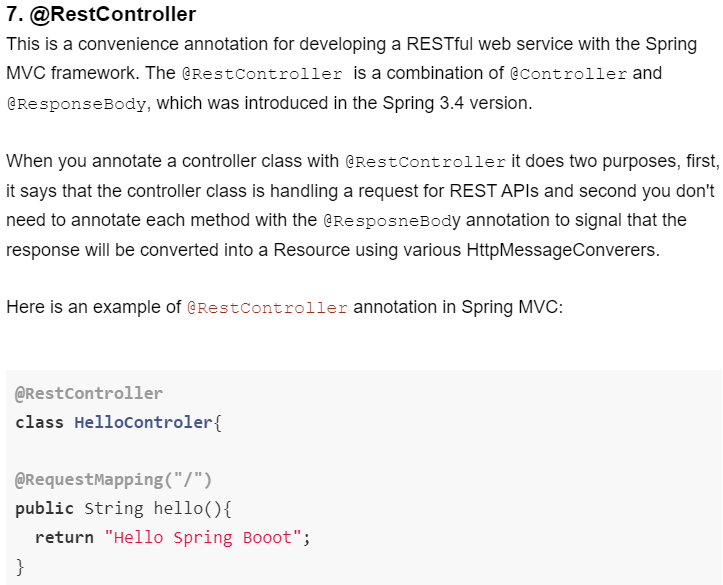 7. @RestController
This is a convenience annotation for developing a RESTful web service with the Spring
MVC framework. The @RestController  is a combination of @Controller and
@ResponseBody, which was introduced in the Spring 3.4 version.
When you annotate a controller class with @RestController it does two purposes, first,
it says that the controller class is handling a request for REST APIs and second you don't
need to annotate each method with the @ResposneBody annotation to signal that the
response will be converted into a Resource using various HttpMessageConverers.
Here is an example of @RestController annotation in Spring MVC:
@RestController
class HelloControler{
@RequestMapping("/")
public String hello(){
  return "Hello Spring Booot";
}